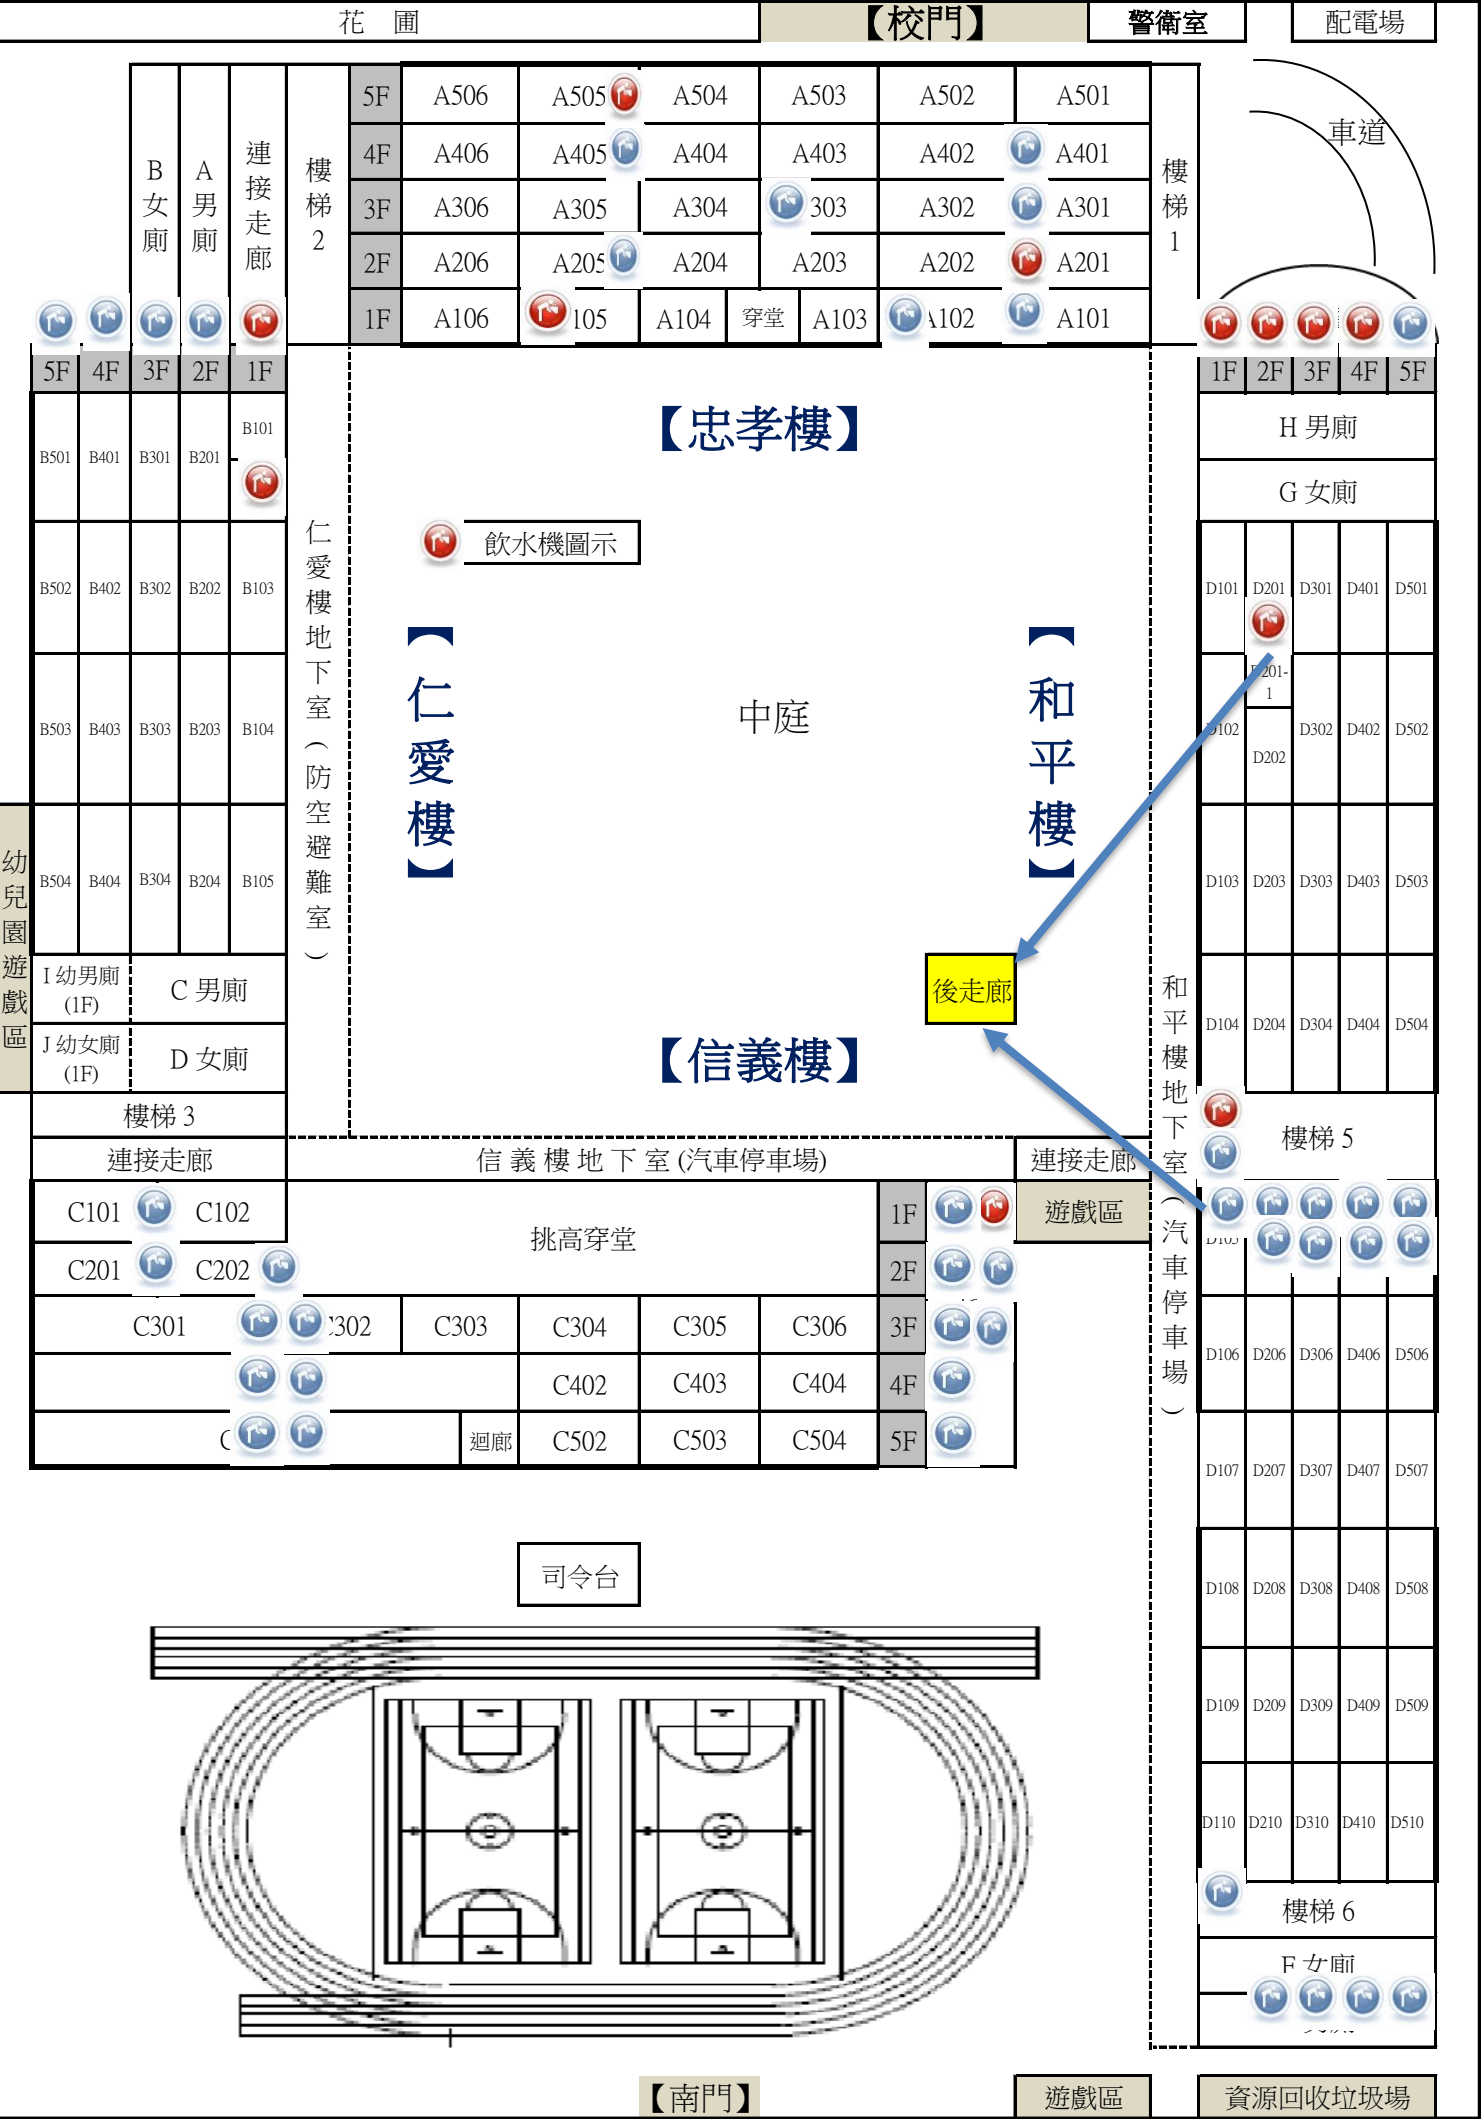 花 圃
【校門】
警衛室
配電場
車道
B女廁
A男廁
連接走廊
樓梯2
5F A506 A505 A504 A503 A502 A501
4F A406 A405 A404 A403 A402 A401
3F A306 A305 A304 303 A302 A301
2F A206 A205 A204 A203 A202 A201
1F A106 105 A104 穿堂 A103 A102 A101
樓梯1
5F 4F 3F 2F 1F
B501 B401 B301 B201 B101
B502 B402 B302 B202 B103
B503 B403 B303 B203 B104
B504 B404 B304 B204 B105
I 幼男廁
(1F)
C 男廁
J 幼女廁
(1F)
D 女廁
樓梯 3
連接走廊
幼兒園遊戲區
仁愛樓地下室(防空避難室)
【忠孝樓】
飲水機圖示
【仁愛樓】
中庭
【和平樓】
後走廊
【信義樓】
信 義 樓 地 下 室 (汽車停車場)
連接走廊
和平樓地下室(汽車停車場)
1F 2F 3F 4F 5F
H 男廁
G 女廁
D101 D201 D301 D401 D501
201-
1
D102 D202 D302 D402 D502
D103 D203 D303 D403 D503
D104 D204 D304 D404 D504
樓梯 5
D105
D106 D206 D306 D406 D506
D107 D207 D307 D407 D507
D108 D208 D308 D408 D508
D109 D209 D309 D409 D509
D110 D210 D310 D410 D510
樓梯 6
F 女廁
C101 C102 挑高穿堂 1F 遊戲區
C201 C202 2F
C301 C302 C303 C304 C305 C306 3F
C402 C403 C404 4F
C 迴廊 C502 C503 C504 5F
司令台
【南門】
遊戲區
資源回收垃圾場